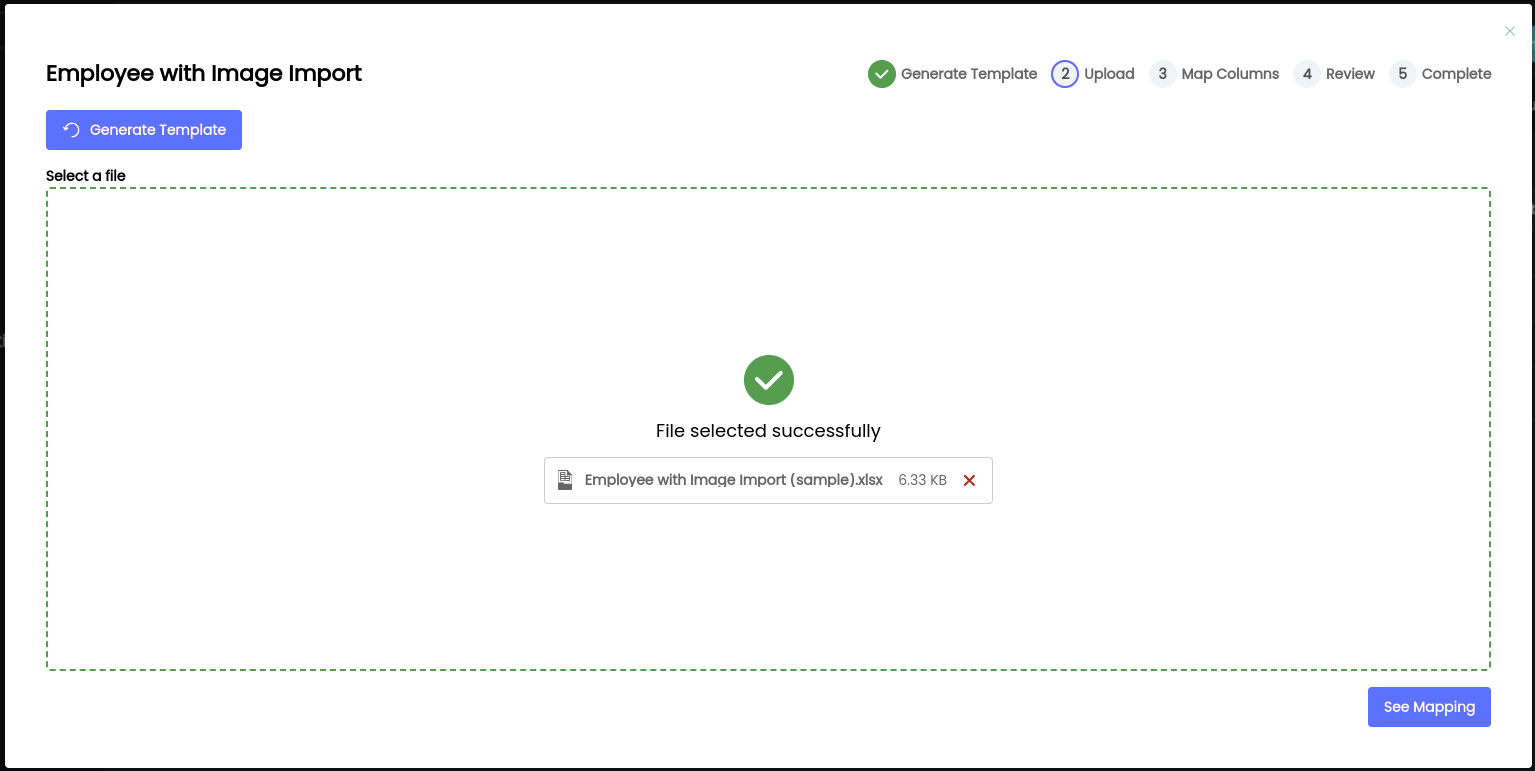 Employee with Image Import
Generate Template
2 Upload
3 Map Columns
4 Review
5 Complete
Generate Template
Select a file
File selected successfully
Employee with Image Import (sample).xlsx 6.33 KB
See Mapping